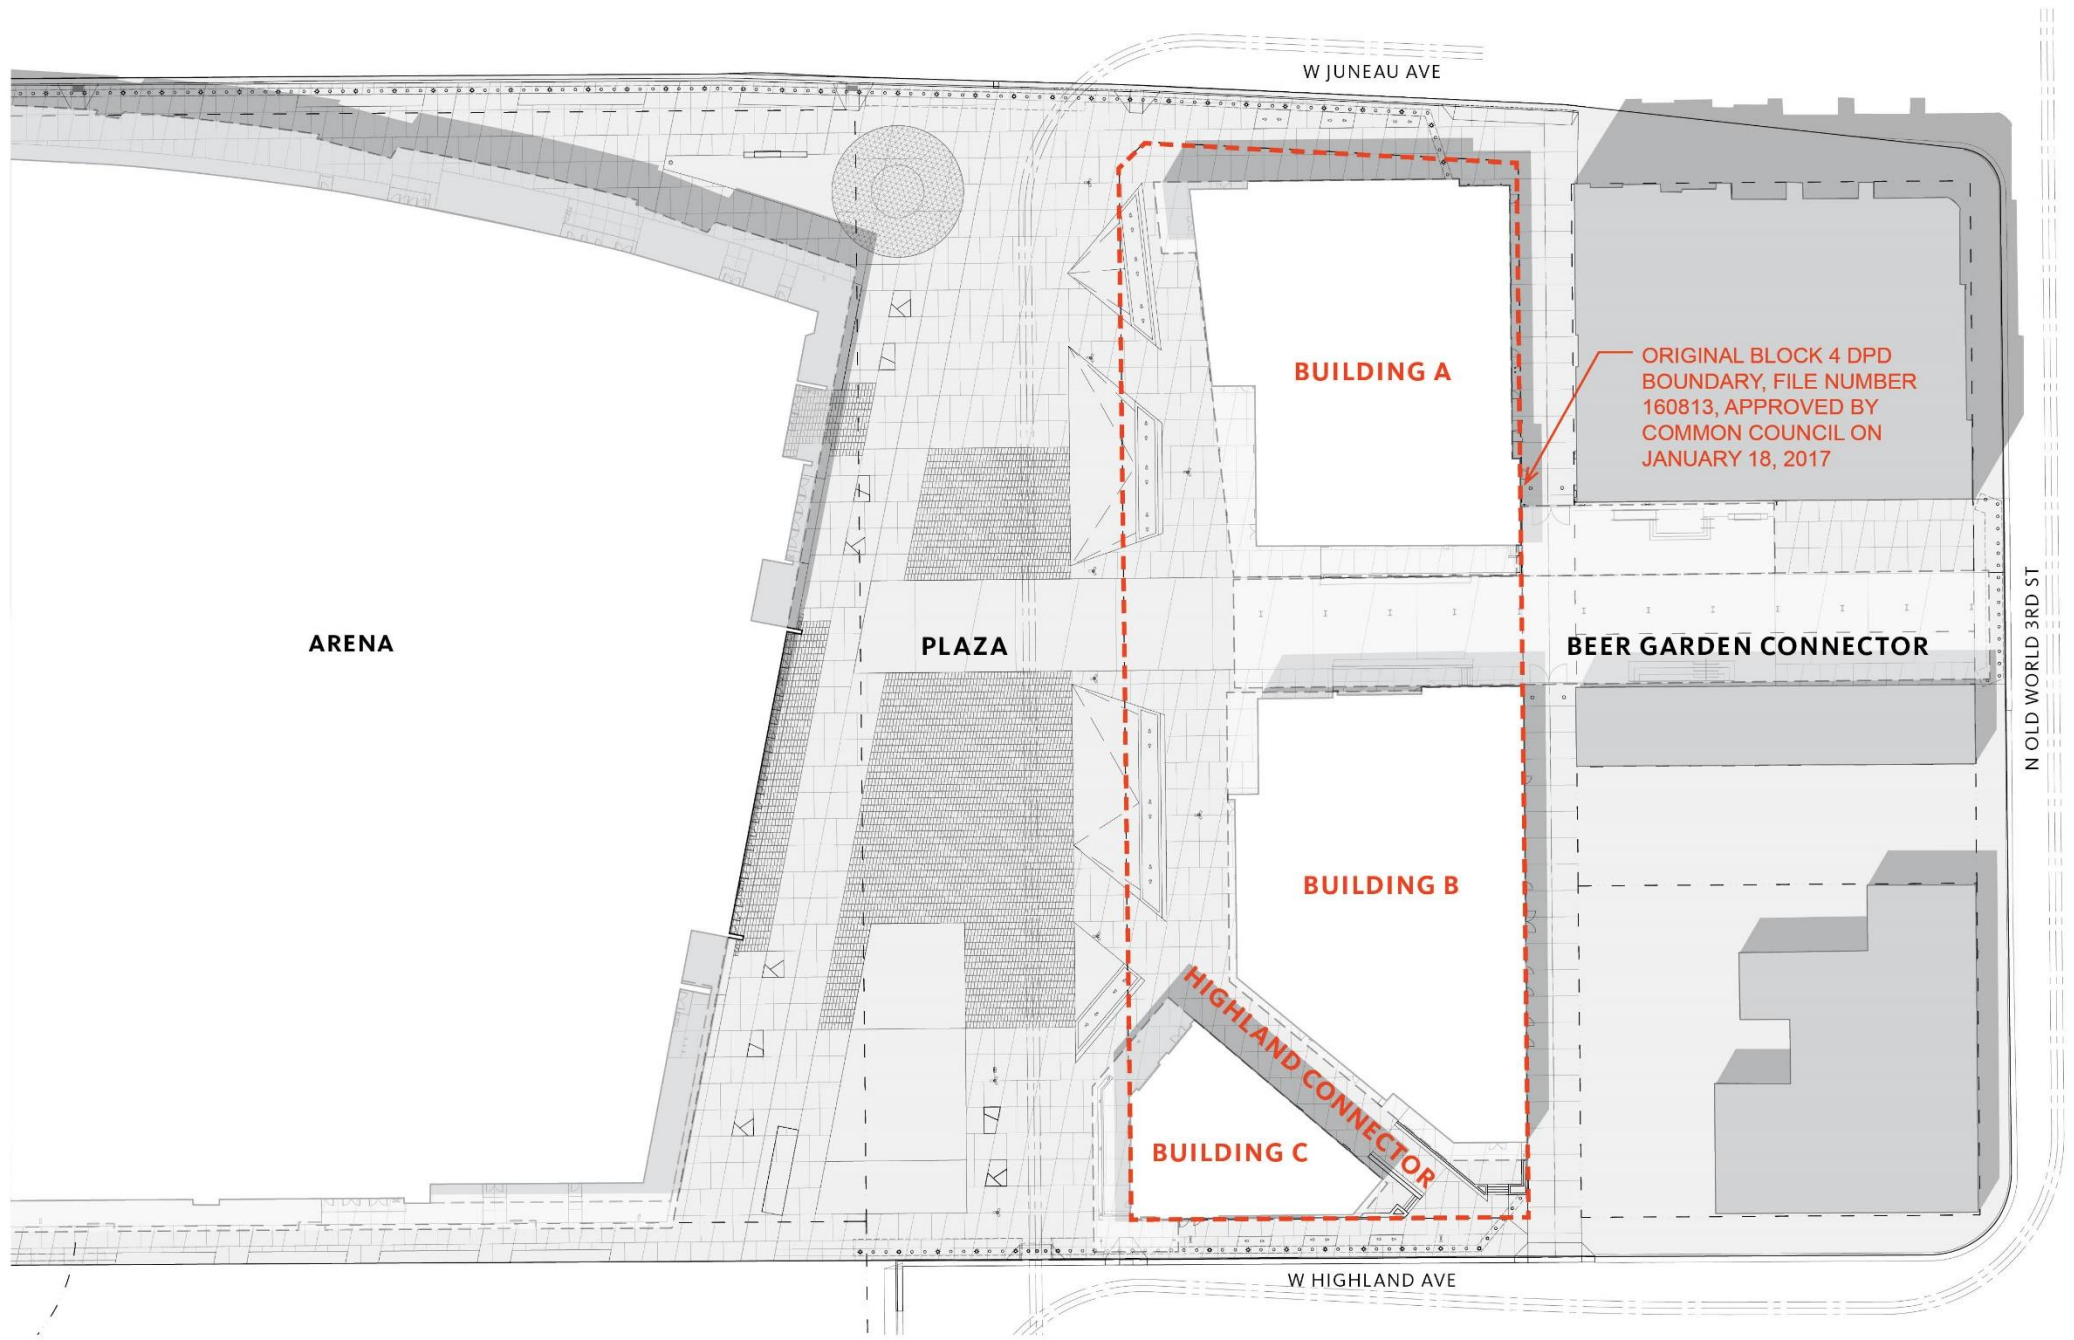 W JUNEAU AVE
BUILDING A
ORIGINAL BLOCK 4 DPD
BOUNDARY, FILE NUMBER
160813, APPROVED BY
COMMON COUNCIL ON
JANUARY 18, 2017
ARENA
PLAZA
BEER GARDEN CONNECTOR
N OLD WORLD 3RD ST
BUILDING B
HIGHLAND CONNECTOR
BUILDING C
W HIGHLAND AVE